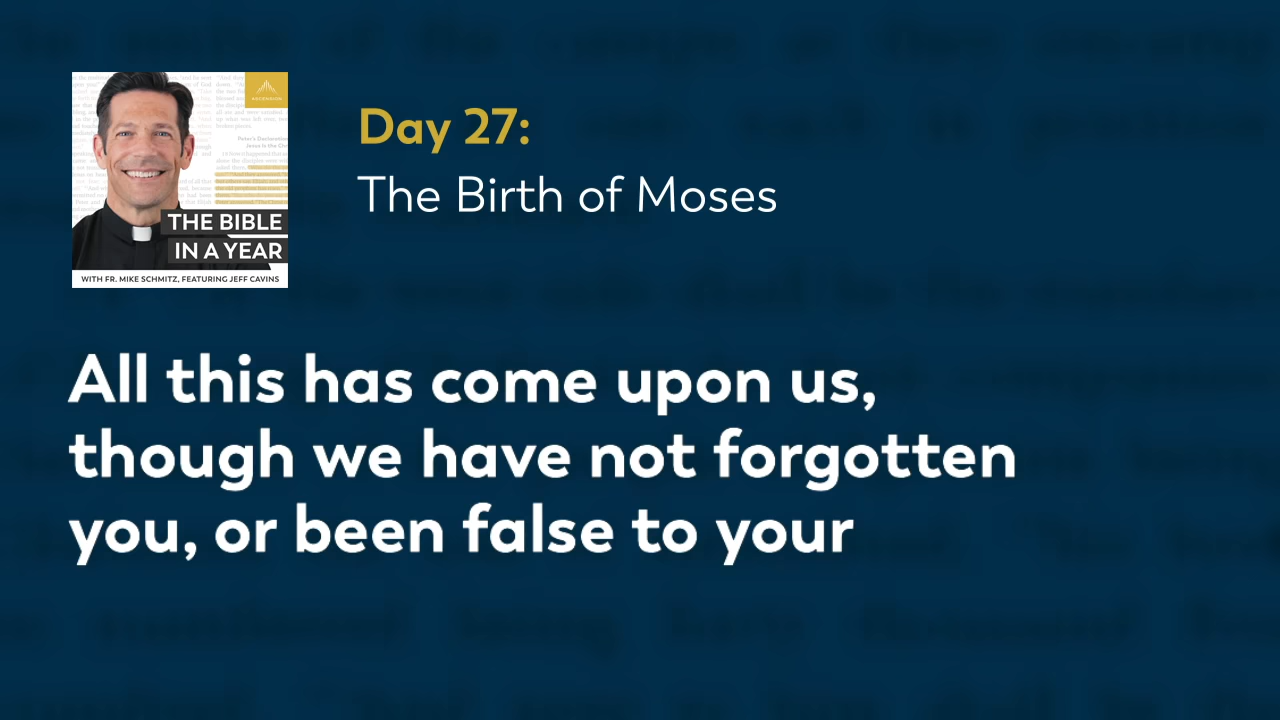 ASCENSION
THE BIBLE
IN A YEAR
WITH FR. MIKE SCHMITZ, FEATURING JEFF CAVINS
Day 27:
The Birth of Moses
All this has come upon us,
though we have not forgotten
you, or been false to your